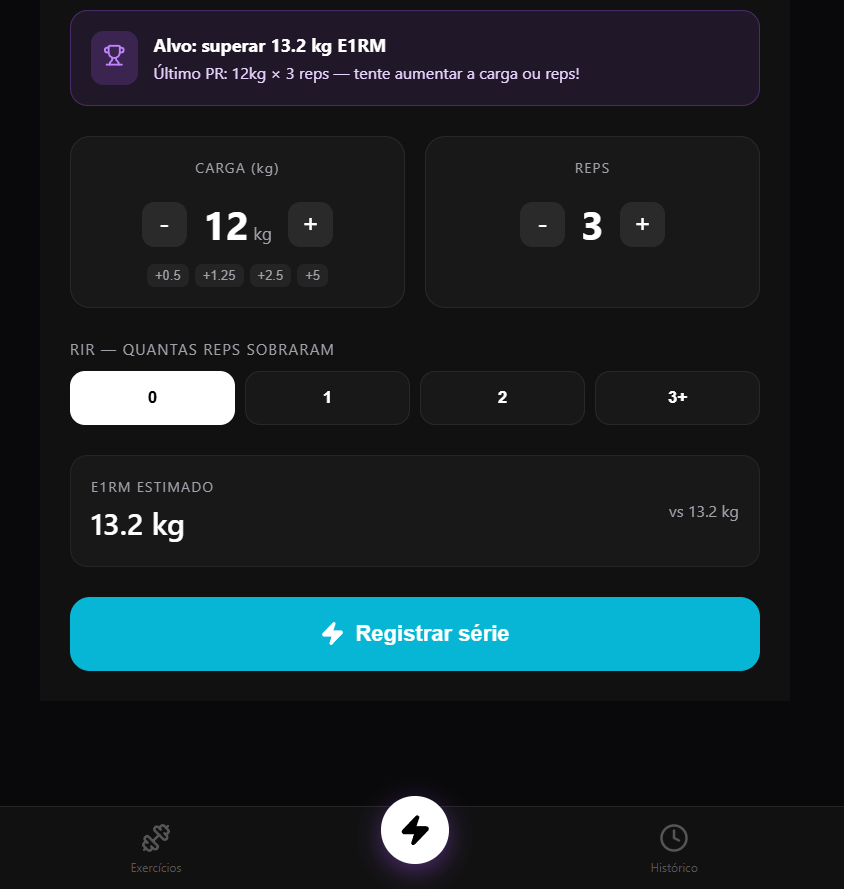 Alvo: superar 13.2 kg E1RM
Último PR: 12kg × 3 reps — tente aumentar a carga ou reps!
CARGA (kg)
- 12 kg +
+0.5 +1.25 +2.5 +5
REPS
- 3 +
RIR — QUANTAS REPS SOBRARAM
0 1 2 3+
E1RM ESTIMADO
13.2 kg
vs 13.2 kg
Registrar série
Exercícios
Histórico